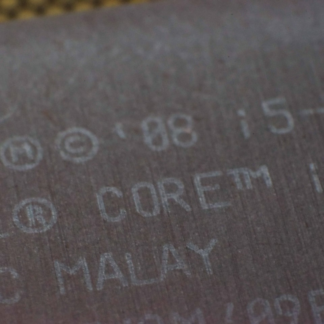 Ⓜ © '08 i5-
® CORE™ i
C MALAY